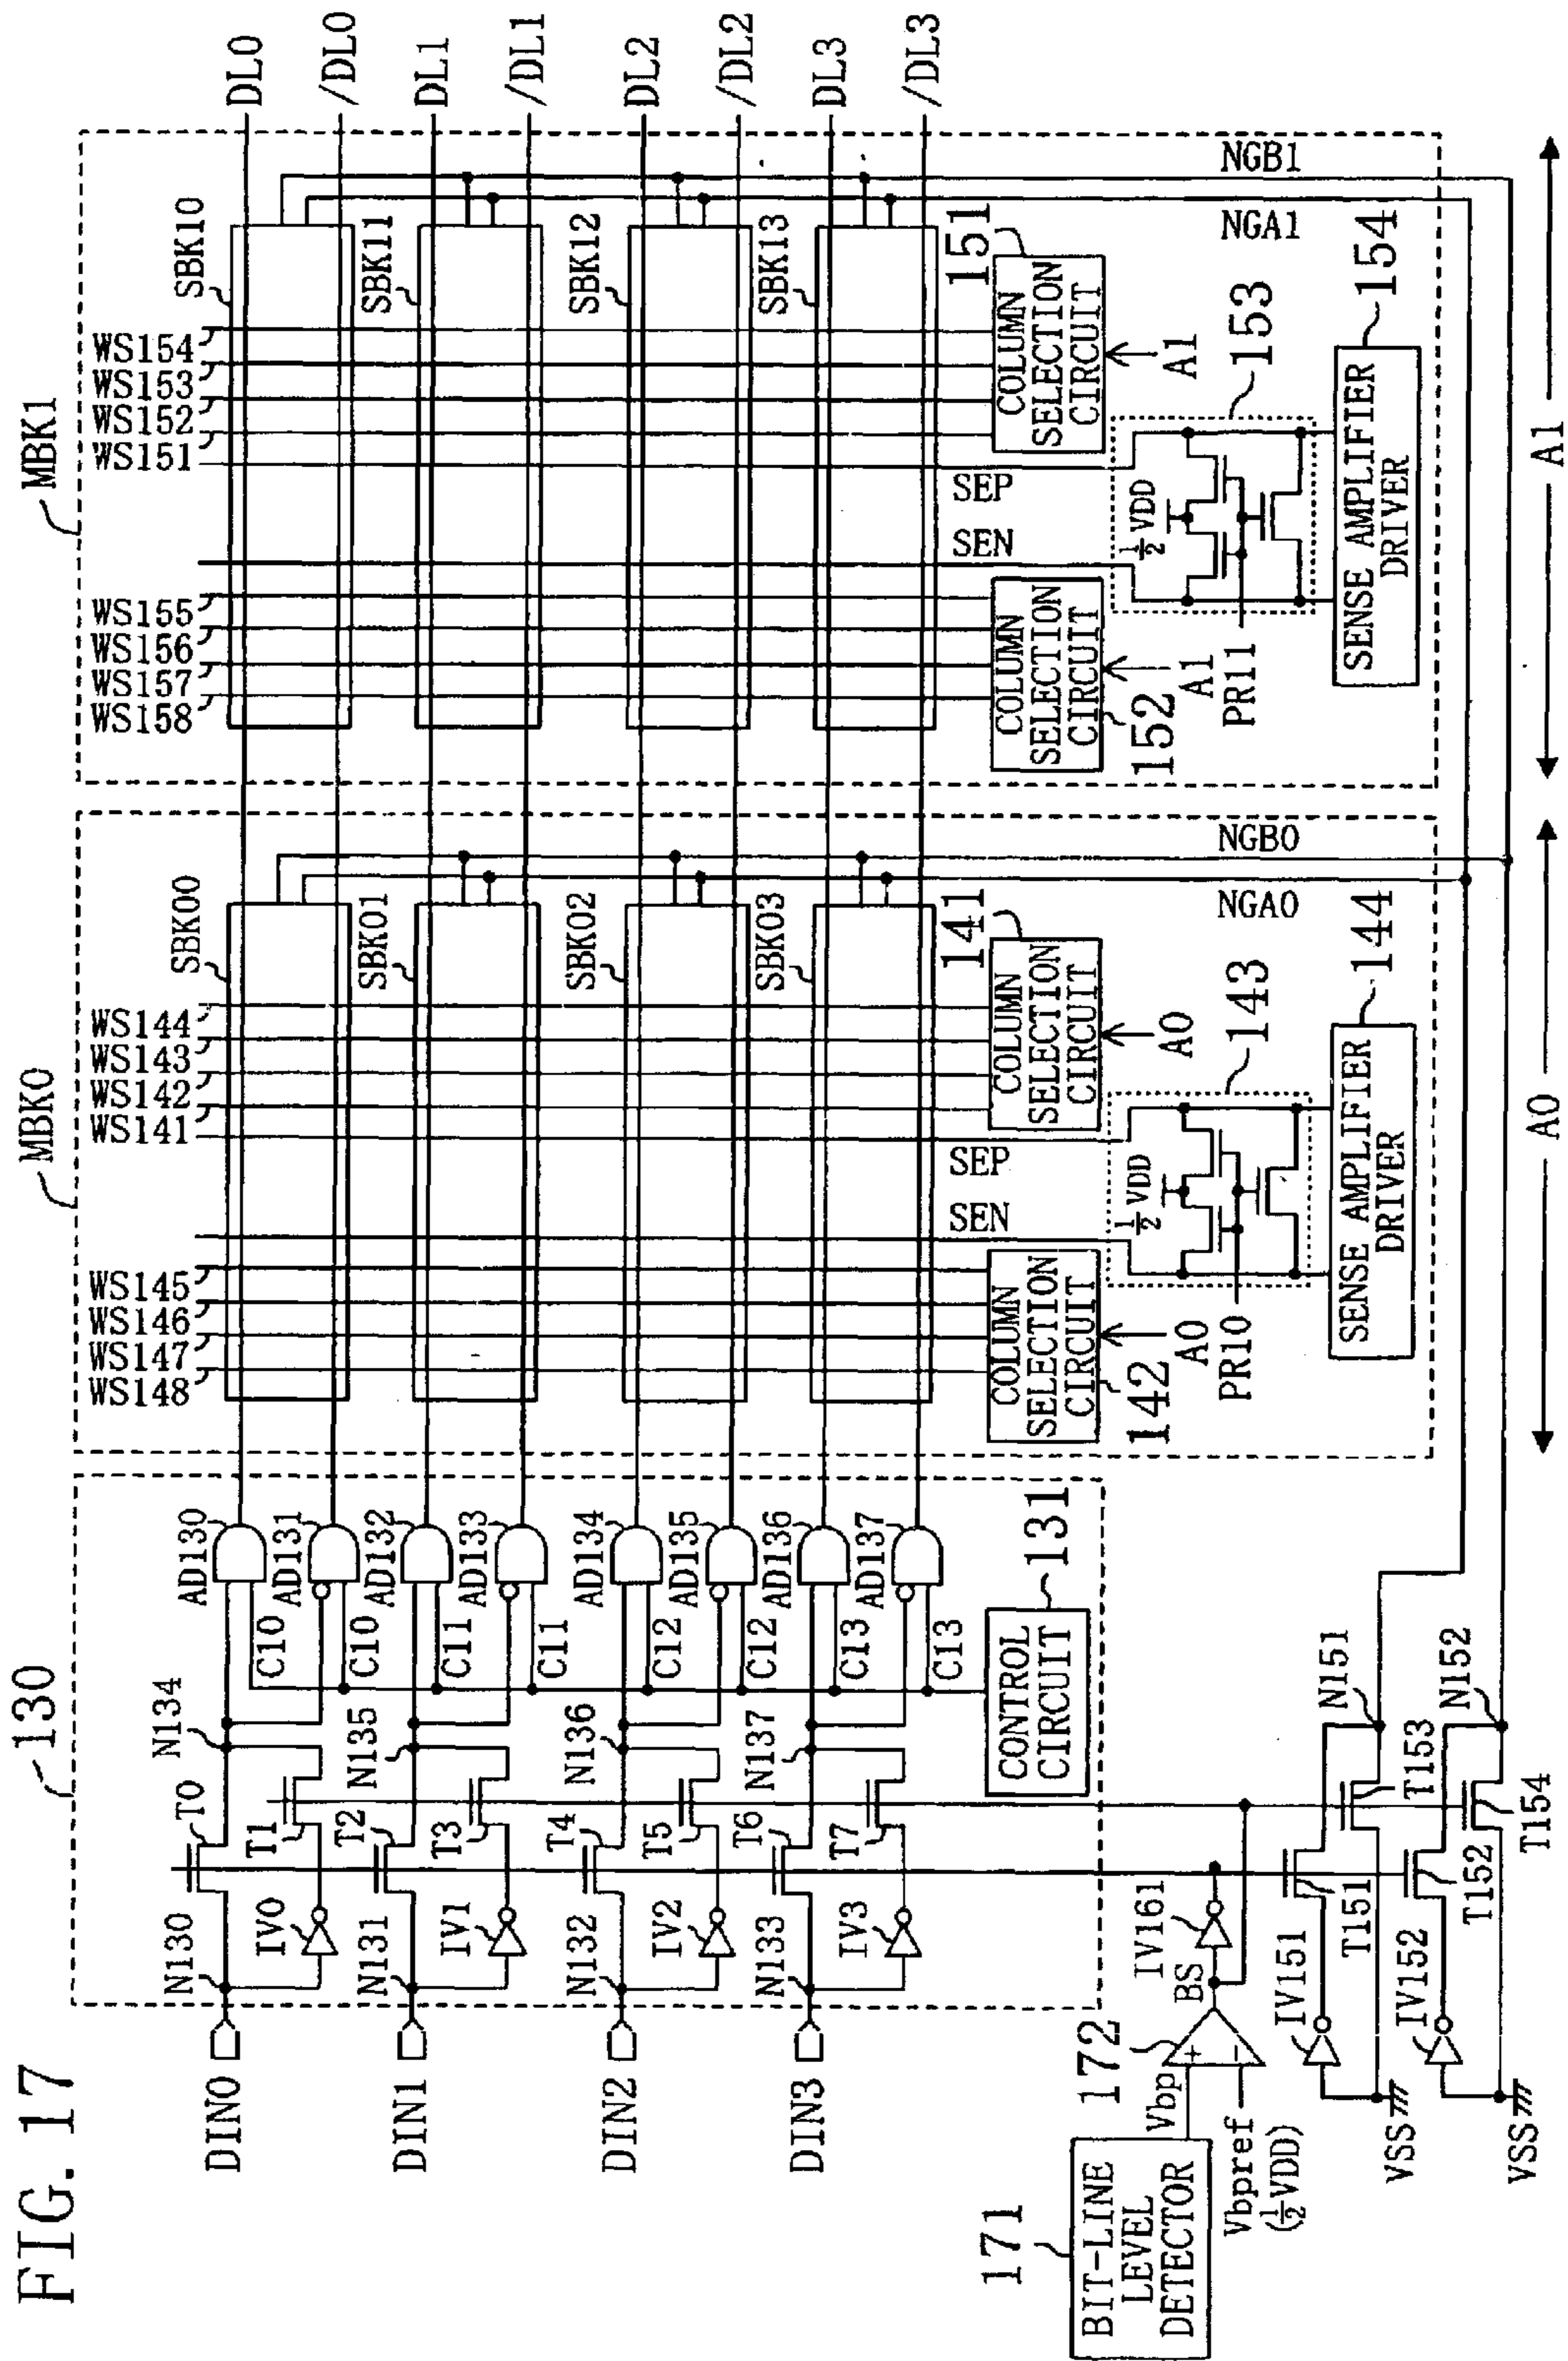 FIG. 17
130
MBK0
MBK1
DIN0
N130
T0
N134
AD130
C10
DL0
IV0
T1
AD131
C10
/DL0
DIN1
N131
T2
N135
AD132
C11
DL1
IV1
T3
AD133
C11
/DL1
DIN2
N132
T4
N136
AD134
C12
DL2
IV2
T5
AD135
C12
/DL2
DIN3
N133
T6
N137
AD136
C13
DL3
IV3
T7
AD137
C13
/DL3
CONTROL
CIRCUIT
131
WS148
WS147
WS146
WS145
WS141
WS142
WS143
WS144
SBK00
SBK01
SBK02
SBK03
SEN
SEP
COLUMN
SELECTION
CIRCUIT
142
A0
COLUMN
SELECTION
CIRCUIT
141
A0
NGB0
NGA0
PR10
1/2 VDD
143
SENSE AMPLIFIER
DRIVER
144
WS158
WS157
WS156
WS155
WS151
WS152
WS153
WS154
SBK10
SBK11
SBK12
SBK13
SEN
SEP
COLUMN
SELECTION
CIRCUIT
152
A1
COLUMN
SELECTION
CIRCUIT
151
A1
NGB1
NGA1
PR11
1/2 VDD
153
SENSE AMPLIFIER
DRIVER
154
171
BIT-LINE
LEVEL
DETECTOR
Vbp
Vbpref
(1/2 VDD)
172
+
-
BS
IV161
IV151
T151
T153
N151
VSS
IV152
T152
T154
N152
VSS
A0
A1